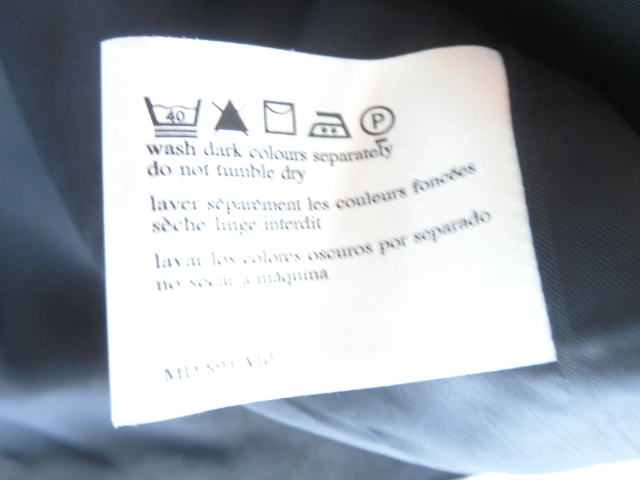 40 P
wash dark colours separately
do not tumble dry
laver séparément les couleurs foncées
sèche linge interdit
lavar los colores oscuros por separado
no secar a máquina